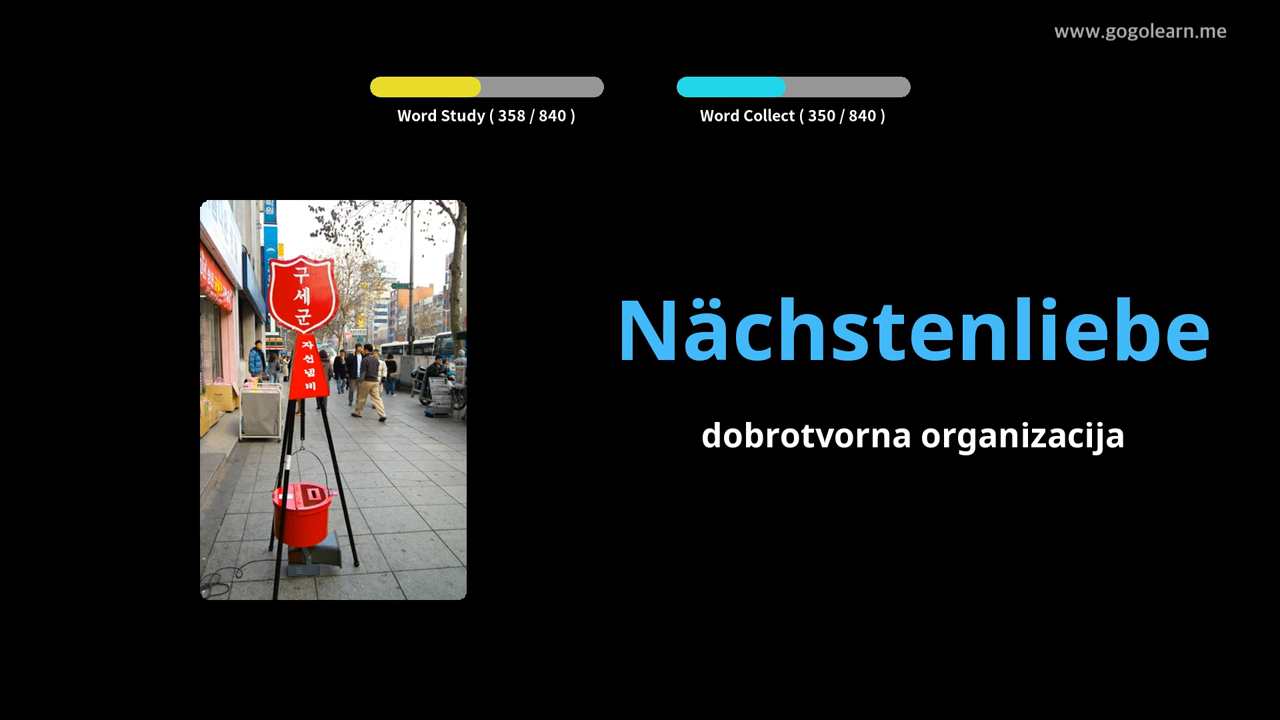 www.gogolearn.me
Word Study ( 358 / 840 )
Word Collect ( 350 / 840 )
구세군
자선냄비
Nächstenliebe
dobrotvorna organizacija